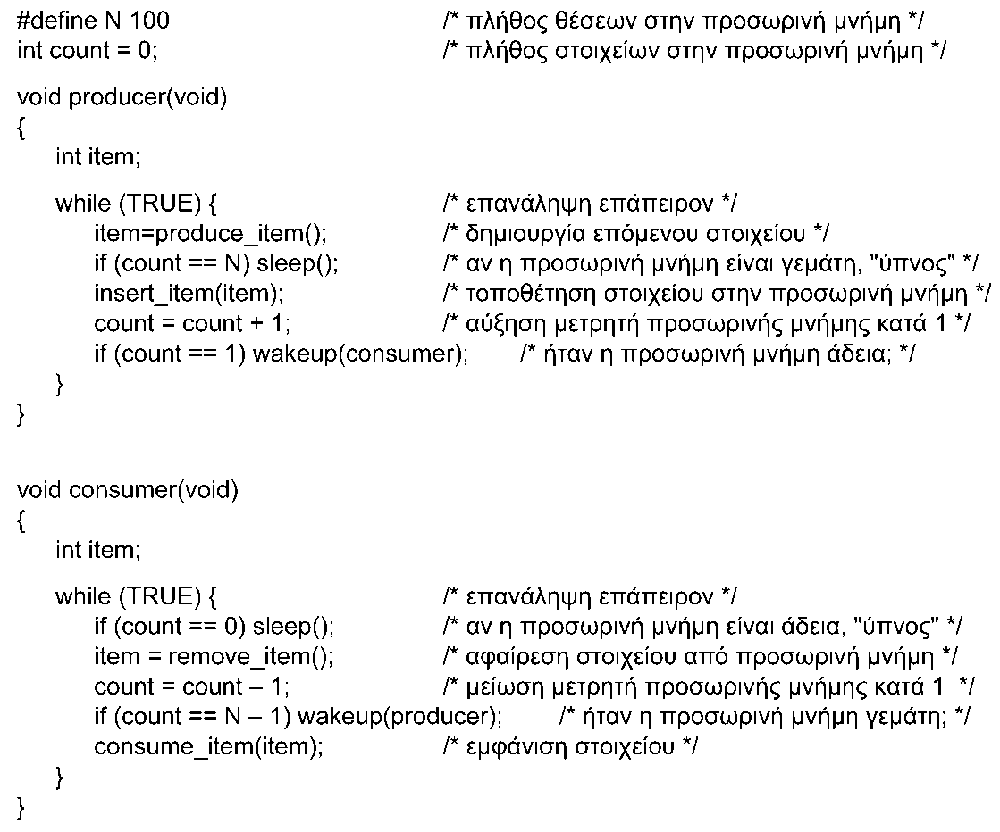 #define N 100 /* πλήθος θέσεων στην προσωρινή μνήμη */
int count = 0; /* πλήθος στοιχείων στην προσωρινή μνήμη */
void producer(void)
{
int item;
while (TRUE) { /* επανάληψη επάπειρον */
item=produce_item(); /* δημιουργία επόμενου στοιχείου */
if (count == N) sleep(); /* αν η προσωρινή μνήμη είναι γεμάτη, "ύπνος" */
insert_item(item); /* τοποθέτηση στοιχείου στην προσωρινή μνήμη */
count = count + 1; /* αύξηση μετρητή προσωρινής μνήμης κατά 1 */
if (count == 1) wakeup(consumer); /* ήταν η προσωρινή μνήμη άδεια; */
}
}
void consumer(void)
{
int item;
while (TRUE) { /* επανάληψη επάπειρον */
if (count == 0) sleep(); /* αν η προσωρινή μνήμη είναι άδεια, "ύπνος" */
item = remove_item(); /* αφαίρεση στοιχείου από προσωρινή μνήμη */
count = count – 1; /* μείωση μετρητή προσωρινής μνήμης κατά 1 */
if (count == N – 1) wakeup(producer); /* ήταν η προσωρινή μνήμη γεμάτη; */
consume_item(item); /* εμφάνιση στοιχείου */
}
}